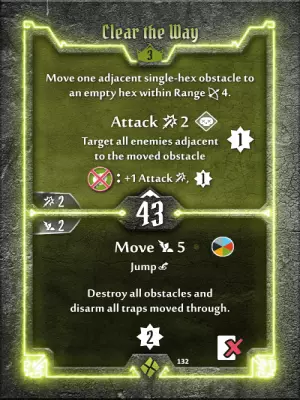 Clear the Way
3
Move one adjacent single-hex obstacle to
an empty hex within Range 4.
Attack 2
Target all enemies adjacent
to the moved obstacle
1
: +1 Attack , 1
2
43
2
Move 5
Jump
Destroy all obstacles and
disarm all traps moved through.
2
132